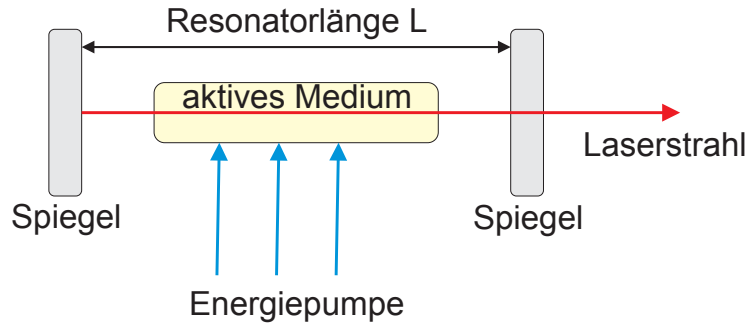 Resonatorlänge L
aktives Medium
Laserstrahl
Spiegel
Spiegel
Energiepumpe